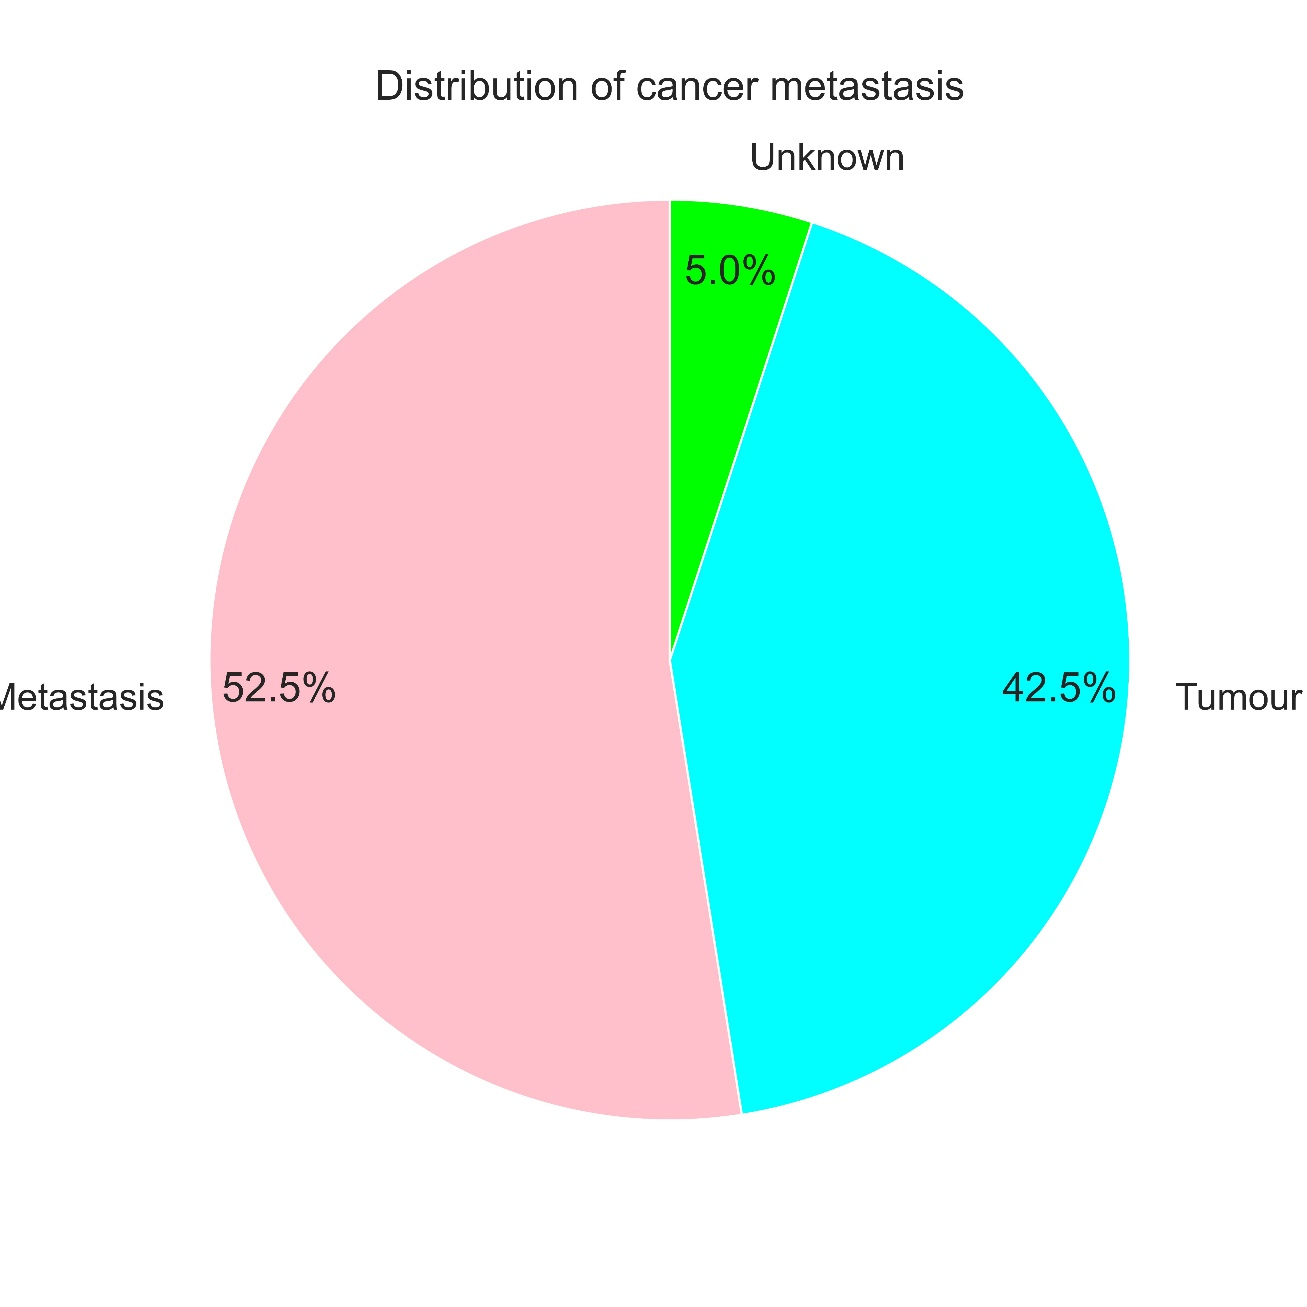 Distribution of cancer metastasis
Unknown
5.0%
Metastasis
52.5%
42.5%
Tumour